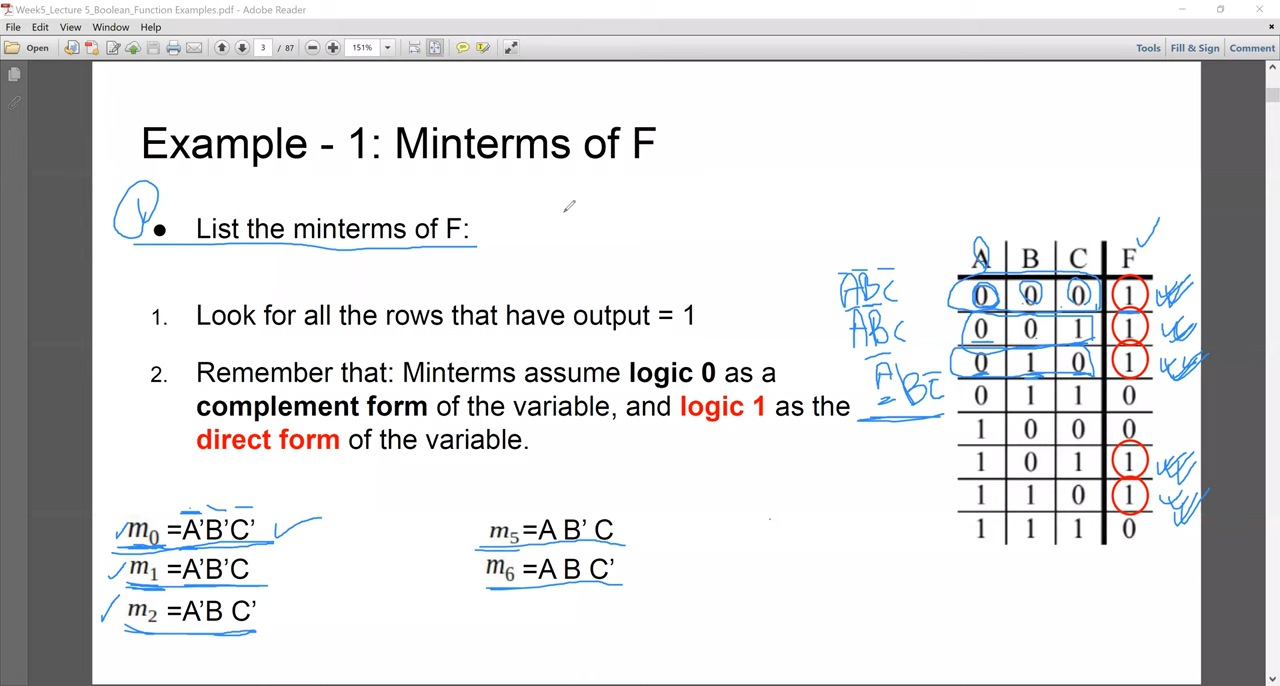 Week5_Lecture 5_Boolean_Function Examples.pdf - Adobe Reader
File Edit View Window Help
Open 3 / 87 151% Tools Fill & Sign Comment
Example - 1: Minterms of F
● List the minterms of F:
1. Look for all the rows that have output = 1
2. Remember that: Minterms assume logic 0 as a
complement form of the variable, and logic 1 as the
direct form of the variable.
m0 =A’B’C’
m1 =A’B’C
m2 =A’B C’
m5 =A B’ C
m6 =A B C’
A̅B̅C̅
A̅B̅C
A̅BC̅
A B C F
0 0 0 1
0 0 1 1
0 1 0 1
0 1 1 0
1 0 0 0
1 0 1 1
1 1 0 1
1 1 1 0